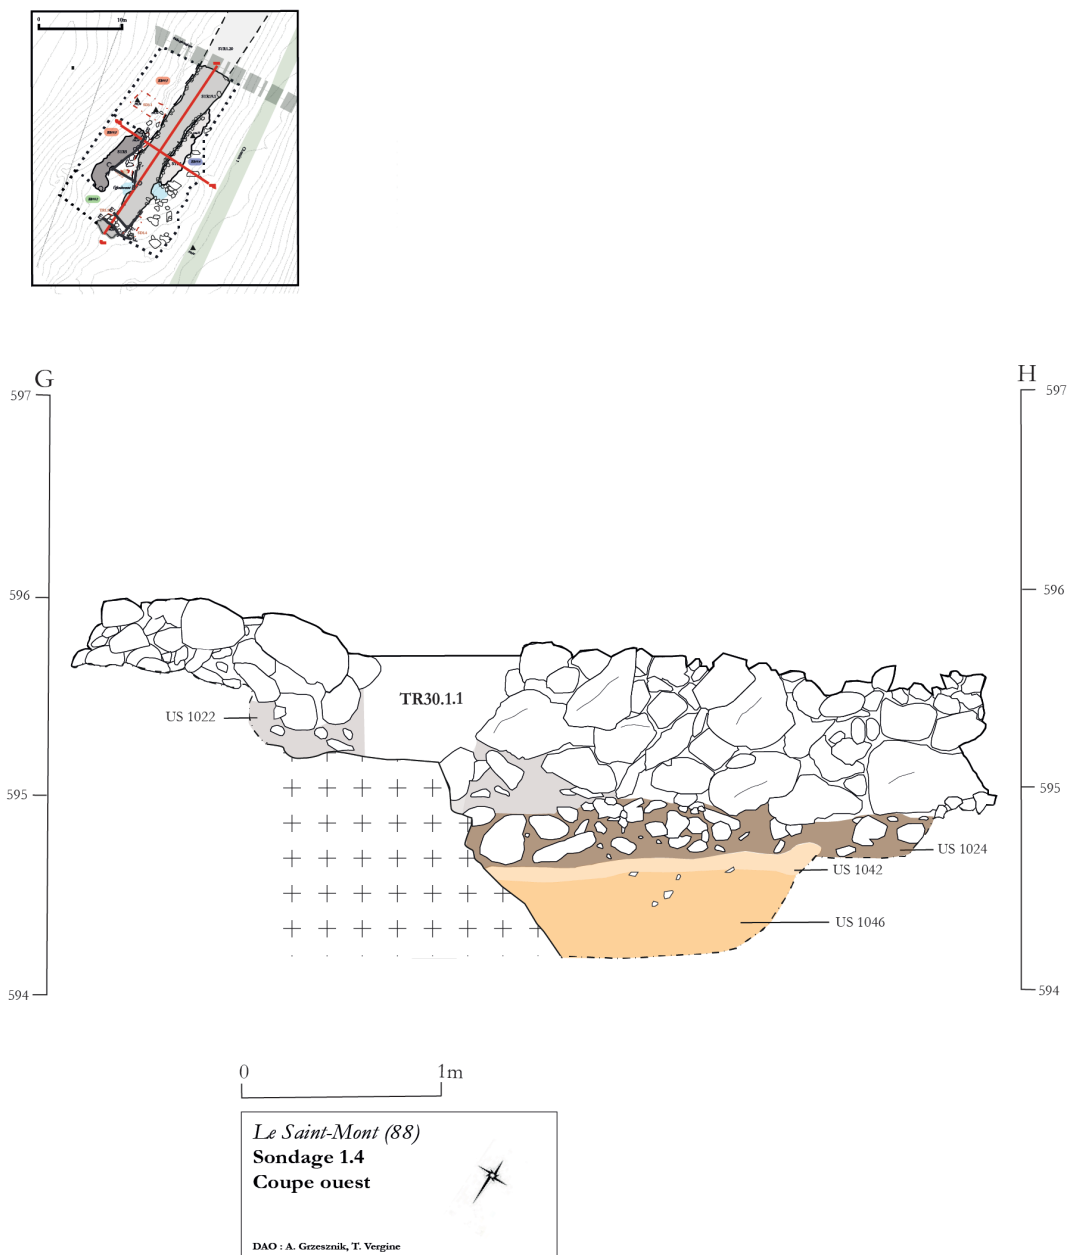 0
10m
G
H
597
597
596
596
TR30.1.1
US 1022
595
595
US 1024
US 1042
US 1046
594
594
0
1m
Le Saint-Mont (88)
Sondage 1.4
Coupe ouest
DAO : A. Grzesznik, T. Vergine